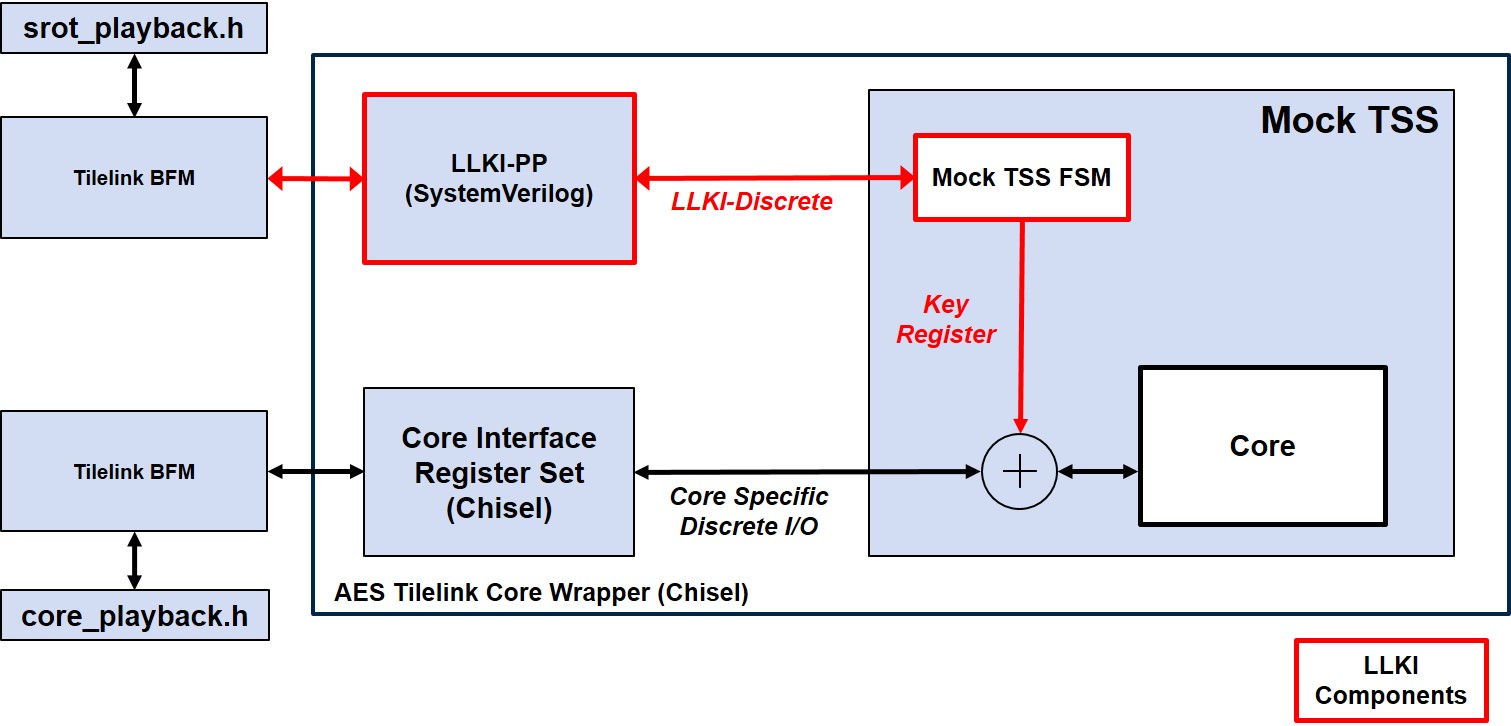 srot_playback.h
Mock TSS
LLKI-PP
(SystemVerilog)
Tilelink BFM
Mock TSS FSM
LLKI-Discrete
Key
Register
Core Interface
Register Set
(Chisel)
Tilelink BFM
Core
Core Specific
Discrete I/O
AES Tilelink Core Wrapper (Chisel)
core_playback.h
LLKI
Components